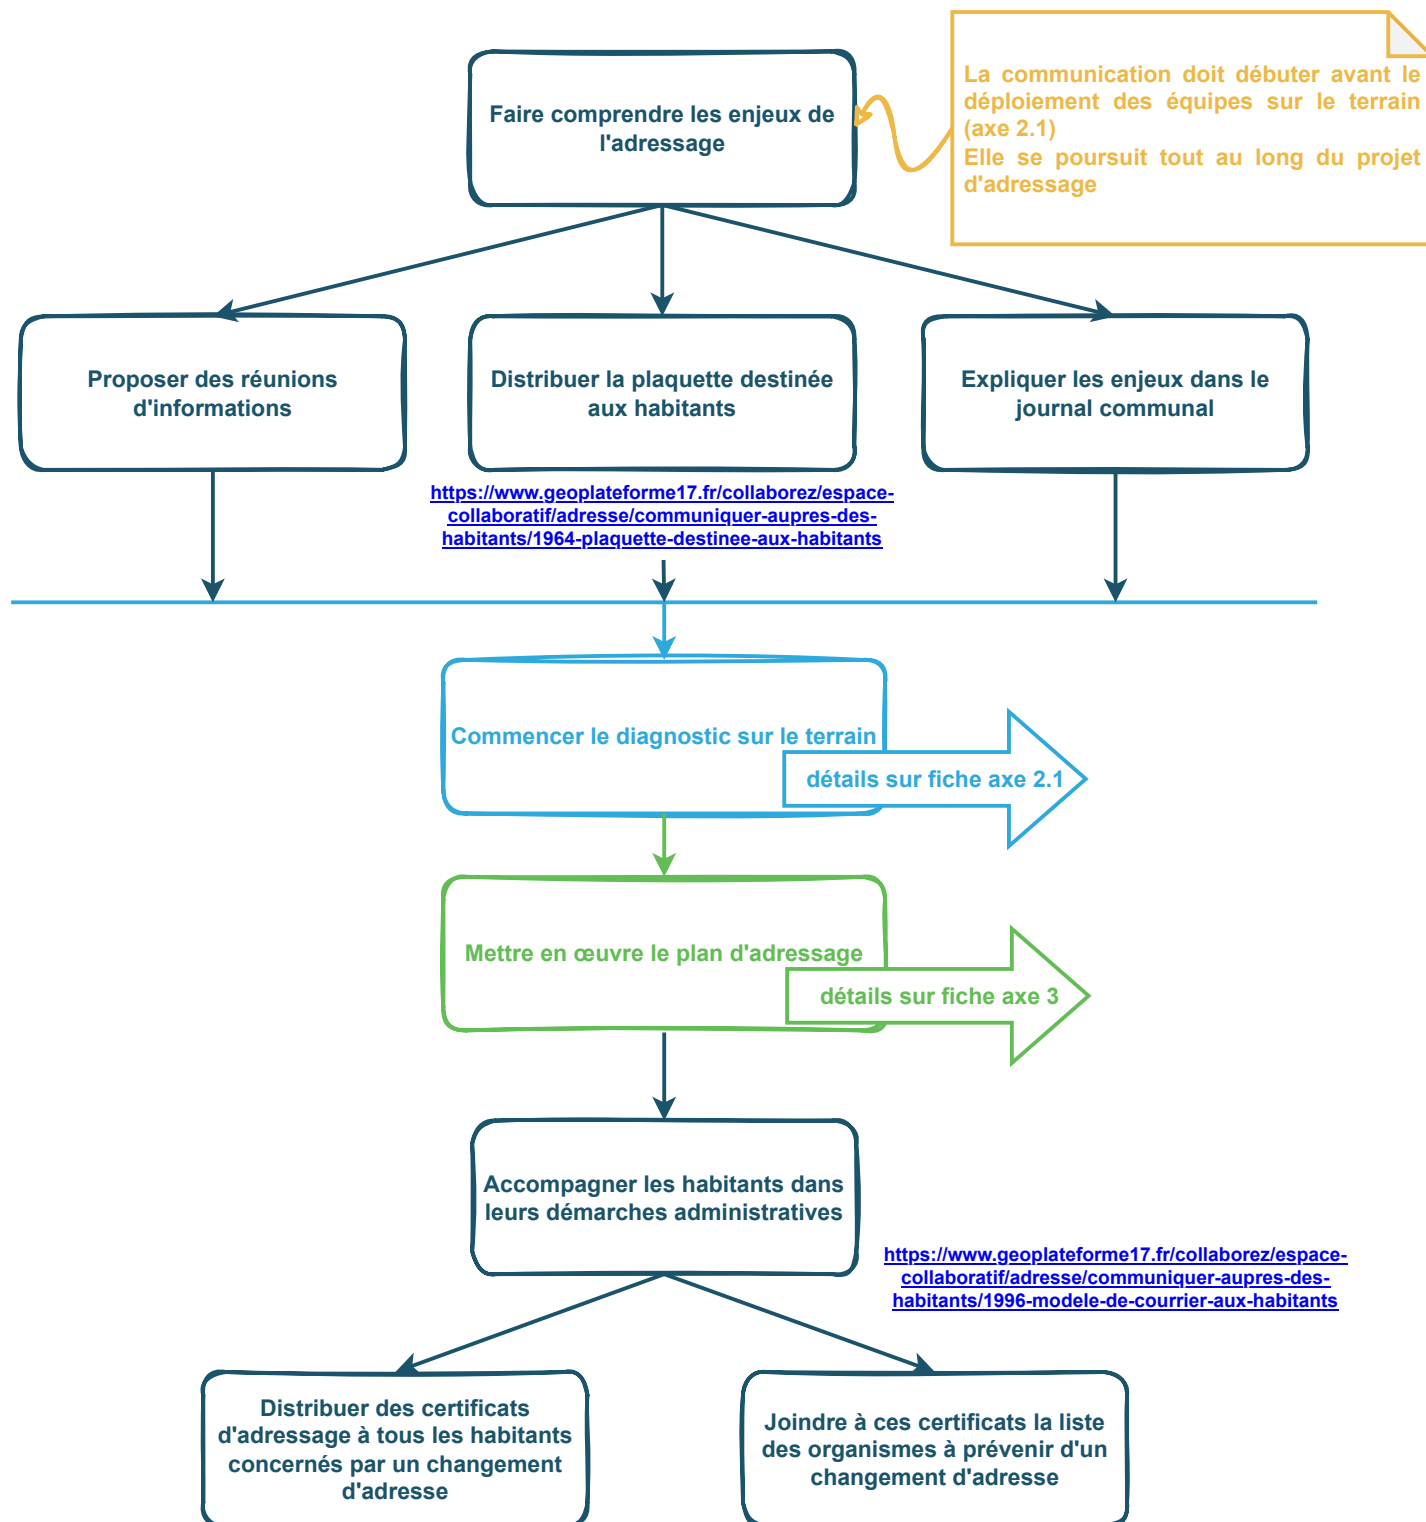 Faire comprendre les enjeux de
l'adressage
La communication doit débuter avant le
déploiement des équipes sur le terrain
(axe 2.1)
Elle se poursuit tout au long du projet
d'adressage
Proposer des réunions
d'informations
Distribuer la plaquette destinée
aux habitants
Expliquer les enjeux dans le
journal communal
https://www.geoplateforme17.fr/collaborez/espace-
collaboratif/adresse/communiquer-aupres-des-
habitants/1964-plaquette-destinee-aux-habitants
Commencer le diagnostic sur le terrain
détails sur fiche axe 2.1
Mettre en œuvre le plan d'adressage
détails sur fiche axe 3
Accompagner les habitants dans
leurs démarches administratives
https://www.geoplateforme17.fr/collaborez/espace-
collaboratif/adresse/communiquer-aupres-des-
habitants/1996-modele-de-courrier-aux-habitants
Distribuer des certificats
d'adressage à tous les habitants
concernés par un changement
d'adresse
Joindre à ces certificats la liste
des organismes à prévenir d'un
changement d'adresse